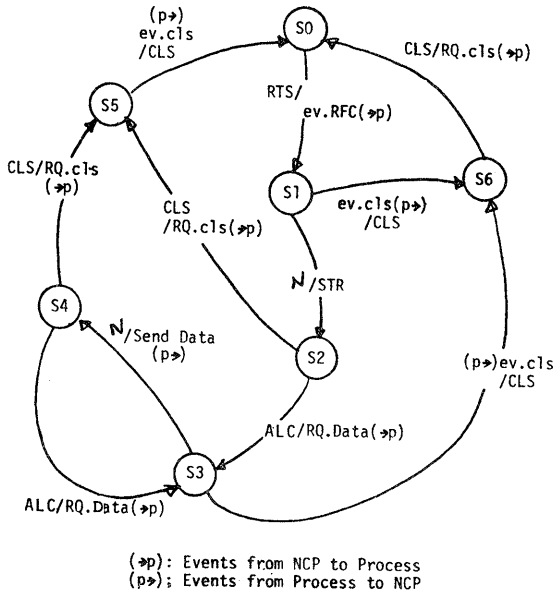 S0
(p→)
ev.cls
/CLS
CLS/RQ.cls(→p)
RTS/
ev.RFC(→p)
S5
S1
S6
CLS/RQ.cls
(→p)
CLS
/RQ.cls(→p)
ev.cls(p→)
/CLS
N/STR
S4
N/Send Data
(p→)
S2
(p→)ev.cls
/CLS
ALC/RQ.Data(→p)
S3
ALC/RQ.Data(→p)
(→p): Events from NCP to Process
(p→); Events from Process to NCP